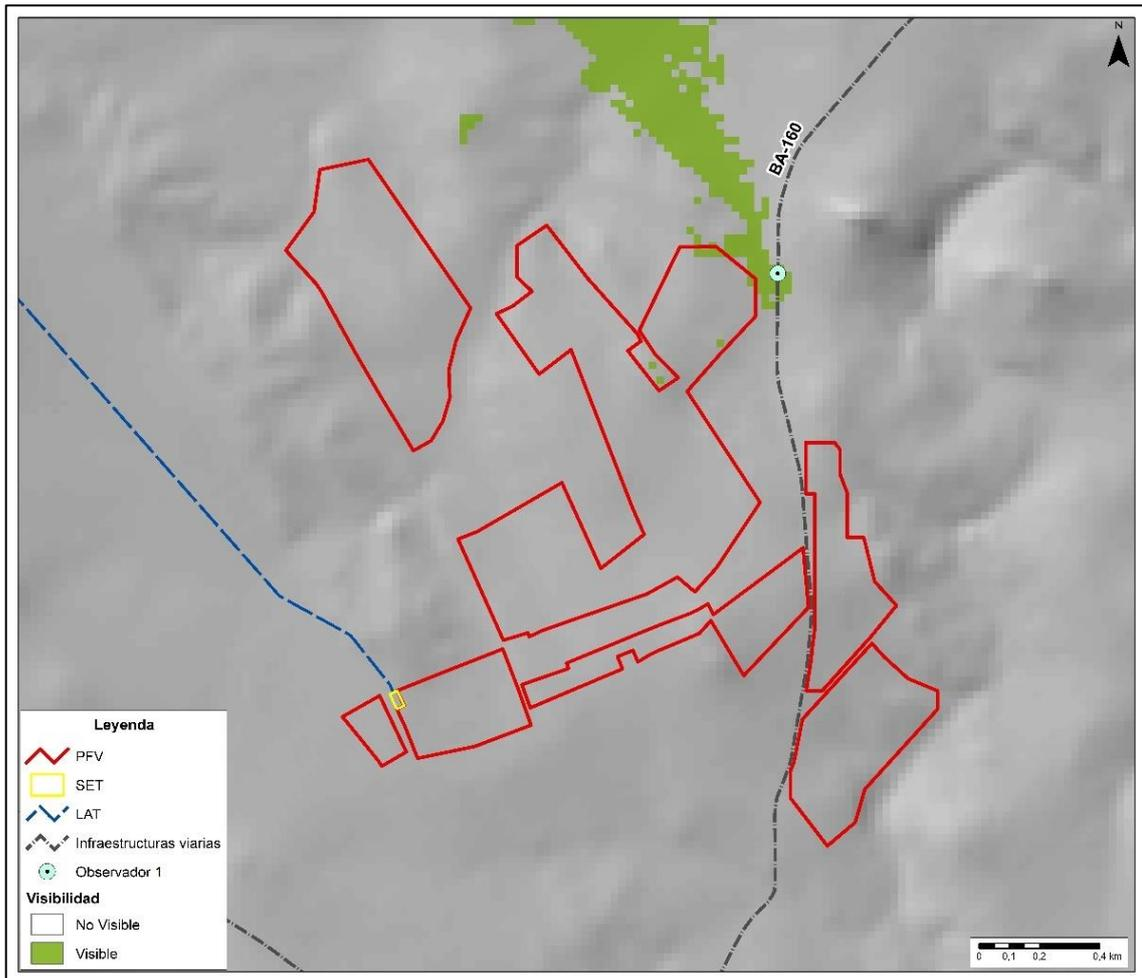 N
BA-160
Leyenda
PFV
SET
LAT
Infraestructuras viarias
Observador 1
Visibilidad
No Visible
Visible
0 0,1 0,2 0,4 km